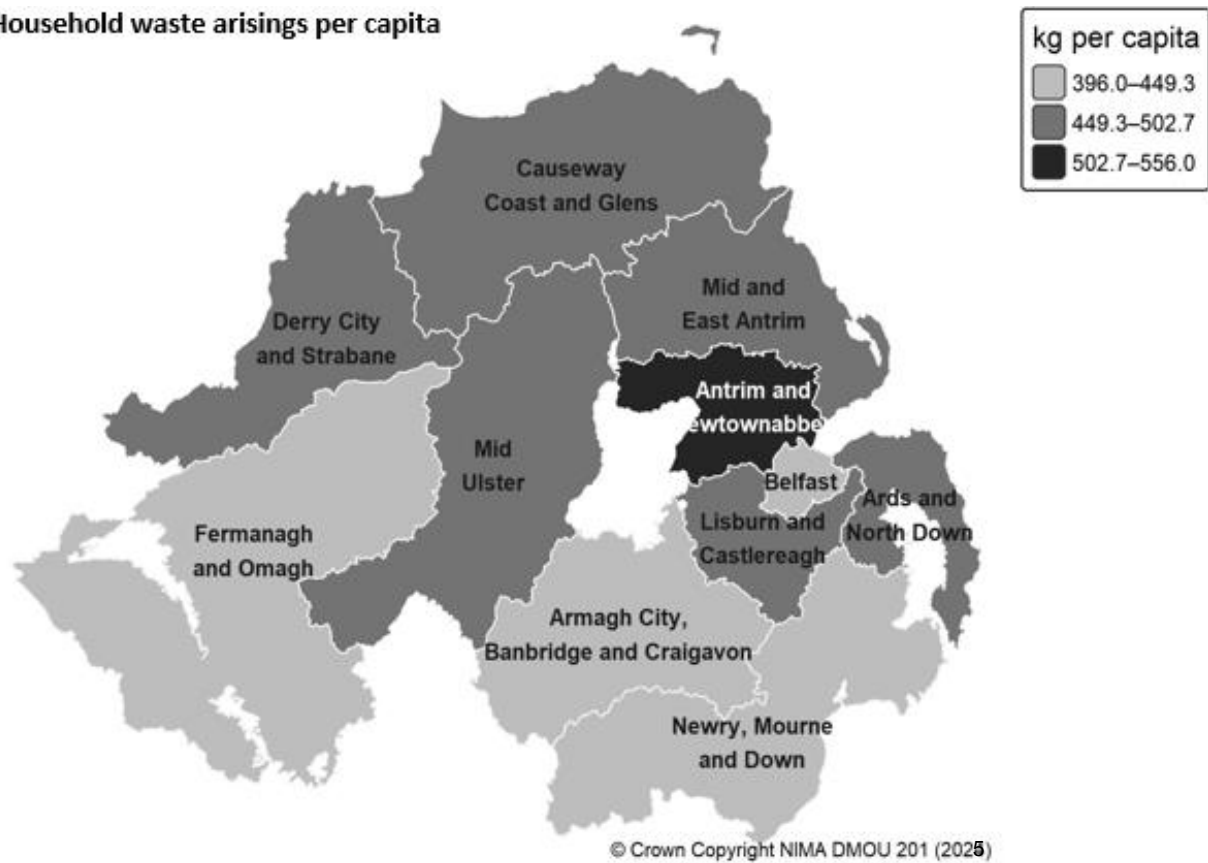 Household waste arisings per capita
kg per capita
396.0–449.3
449.3–502.7
502.7–556.0
Causeway
Coast and Glens
Mid and
East Antrim
Derry City
and Strabane
Antrim and
ewtownabbe
Mid
Ulster
Belfast
Ards and
North Down
Lisburn and
Castlereagh
Fermanagh
and Omagh
Armagh City,
Banbridge and Craigavon
Newry, Mourne
and Down
© Crown Copyright NIMA DMOU 201 (2025)